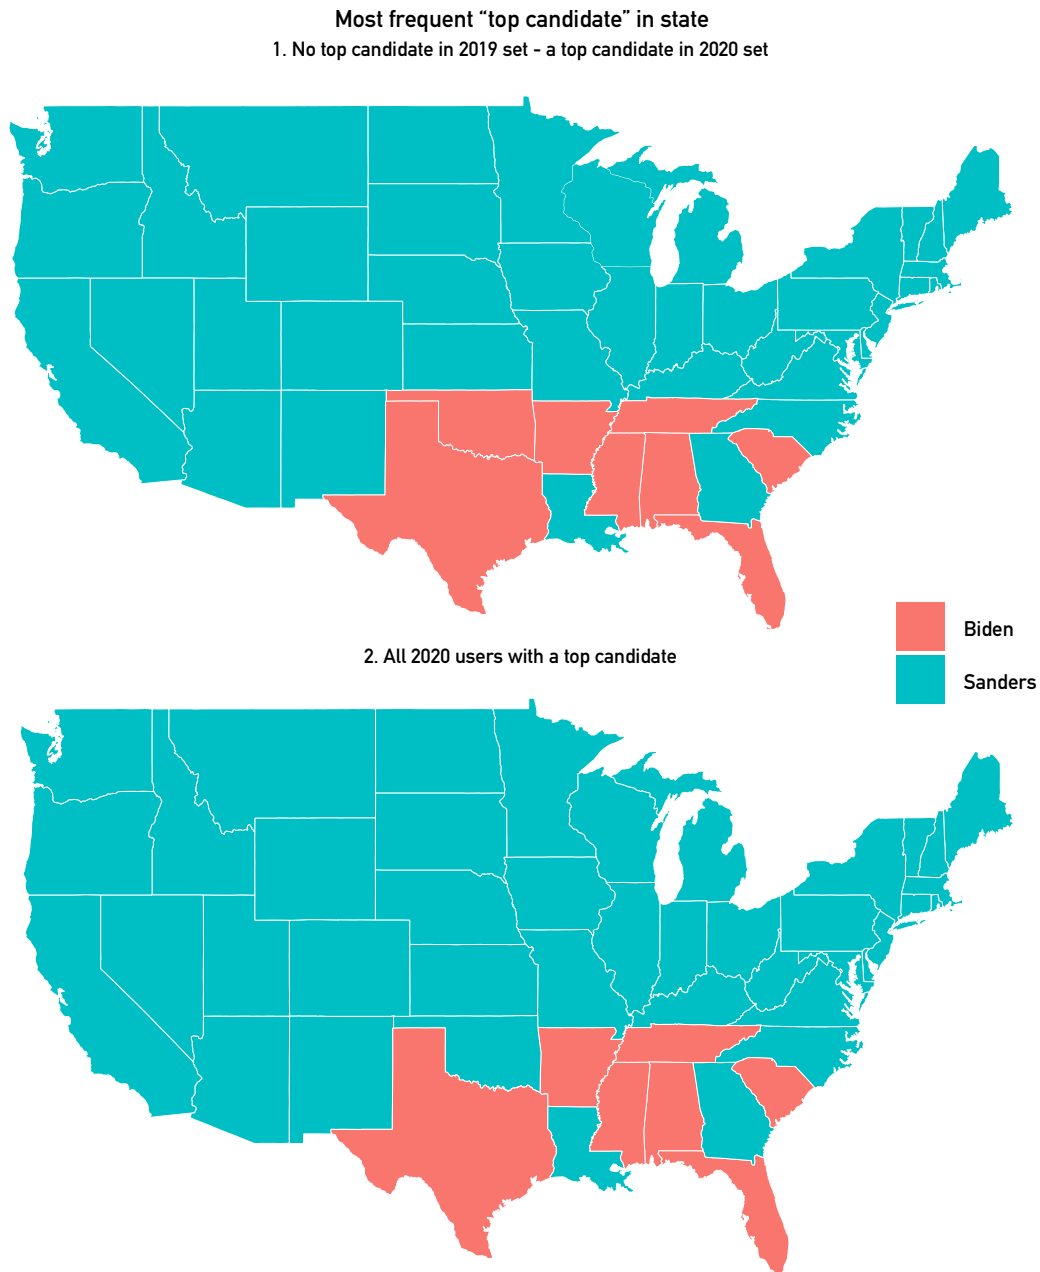 Most frequent “top candidate” in state
1. No top candidate in 2019 set - a top candidate in 2020 set
Biden
Sanders
2. All 2020 users with a top candidate